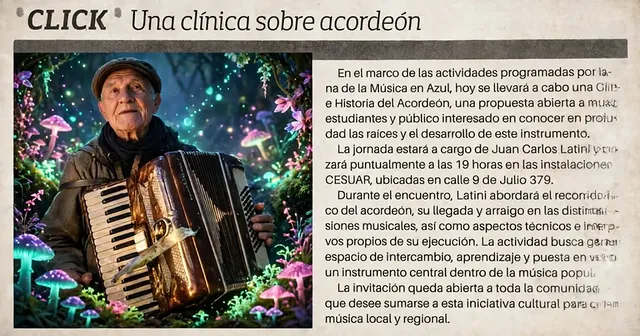 "CLICK" Una clínica sobre acordeón
En el marco de las actividades programadas por la
na de la Música en Azul, hoy se llevará a cabo una
e Historia del Acordeón, una propuesta abierta a
estudiantes y público interesado en conocer en
dad las raíces y el desarrollo de este instrumento.
La jornada estará a cargo de Juan Carlos Latini
zará puntualmente a las 19 horas en las instalaciones
CESUAR, ubicadas en calle 9 de Julio 379.
Durante el encuentro, Latini abordará el
co del acordeón, su llegada y arraigo en las
siones musicales, así como aspectos técnicos e
vos propios de su ejecución. La actividad busca
espacio de intercambio, aprendizaje y puesta en
un instrumento central dentro de la música
La invitación queda abierta a toda la comunidad
que desee sumarse a esta iniciativa cultural para
música local y regional.